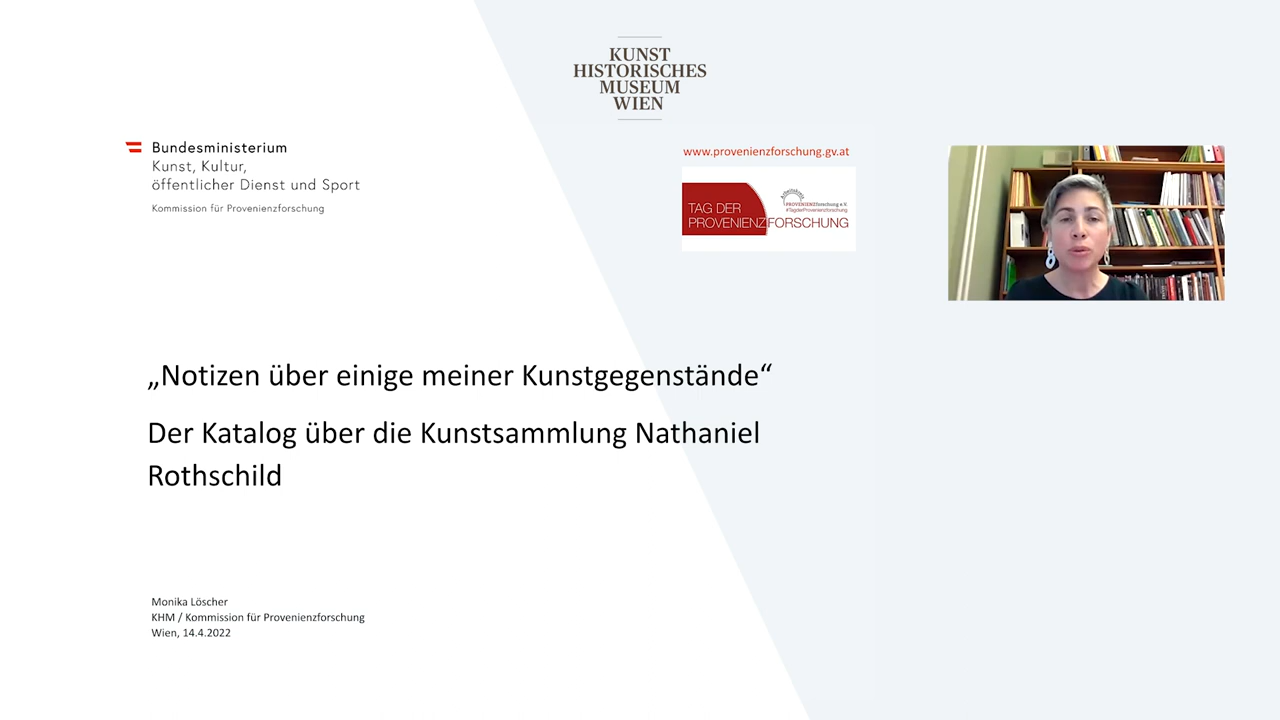 KUNST
HISTORISCHES
MUSEUM
WIEN
Bundesministerium
Kunst, Kultur,
öffentlicher Dienst und Sport
Kommission für Provenienzforschung
www.provenienzforschung.gv.at
TAG DER
PROVENIENZFORSCHUNG
PROVENIENZforschung e.V.
#TagderProvenienzforschung
„Notizen über einige meiner Kunstgegenstände“
Der Katalog über die Kunstsammlung Nathaniel
Rothschild
Monika Löscher
KHM / Kommission für Provenienzforschung
Wien, 14.4.2022